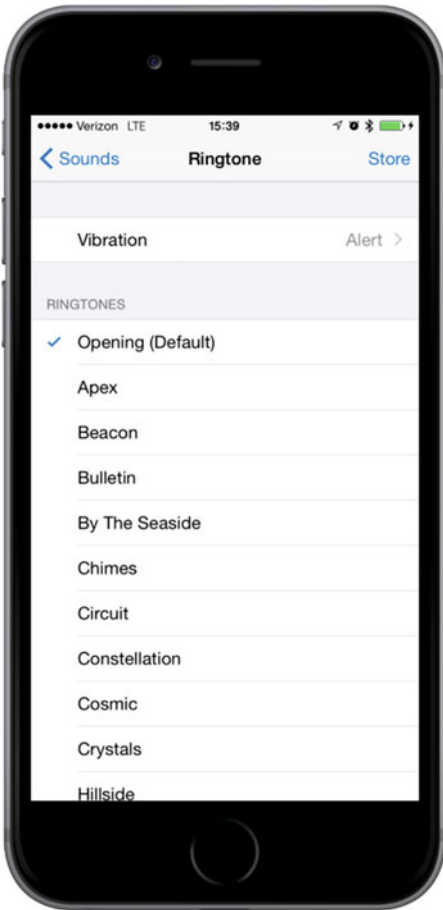 Verizon LTE 15:39
Sounds Ringtone Store
Vibration Alert
RINGTONES
Opening (Default)
Apex
Beacon
Bulletin
By The Seaside
Chimes
Circuit
Constellation
Cosmic
Crystals
Hillside